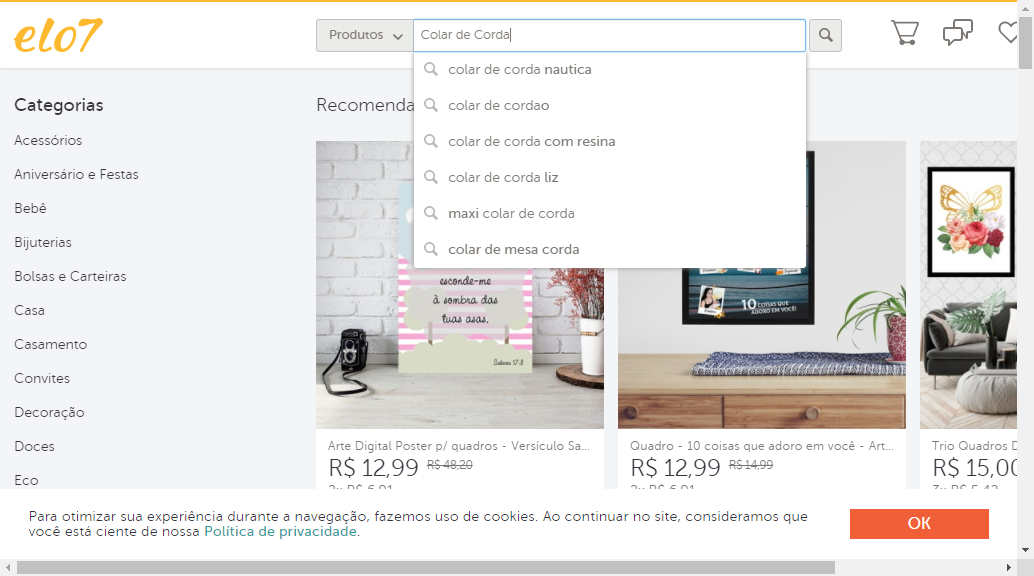 elo7
Produtos
Colar de Corda
colar de corda nautica
colar de cordao
colar de corda com resina
colar de corda liz
maxi colar de corda
colar de mesa corda
Categorias
Acessórios
Aniversário e Festas
Bebê
Bijuterias
Bolsas e Carteiras
Casa
Casamento
Convites
Decoração
Doces
Eco
Recomenda
esconde-me
à sombra das
tuas asas.
Salmos 17:8
10 COISAS QUE
ADORO EM VOCÊ!
Arte Digital Poster p/ quadros - Versículo Sa...
R$ 12,99 R$ 48,20
2x R$ 6,91
Quadro - 10 coisas que adoro em você - Art...
R$ 12,99 R$ 14,99
2x R$ 6,91
Trio Quadros D
R$ 15,00
3x R$ 5,42
Para otimizar sua experiência durante a navegação, fazemos uso de cookies. Ao continuar no site, consideramos que
você está ciente de nossa Política de privacidade.
OK